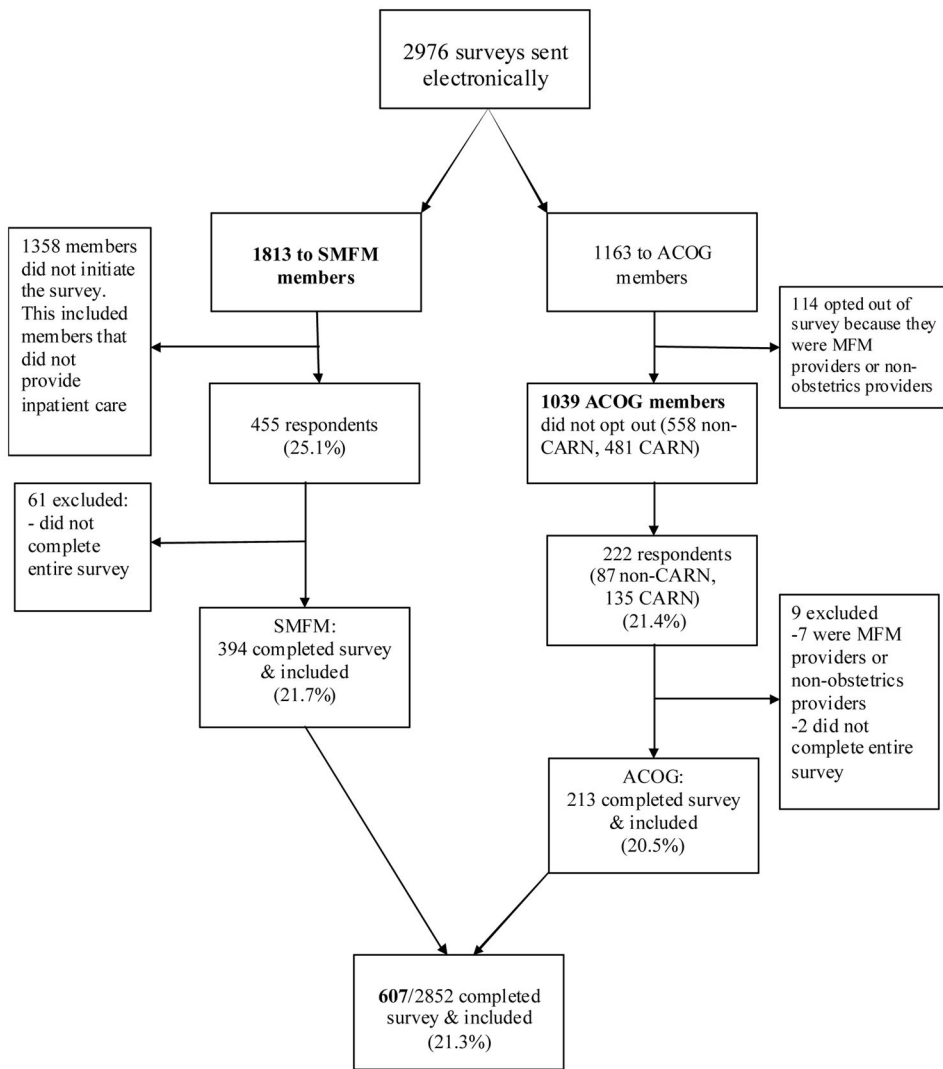 2976 surveys sent
electronically
1813 to SMFM
members
1163 to ACOG
members
1358 members
did not initiate
the survey.
This included
members that
did not
provide
inpatient care
114 opted out of
survey because they
were MFM
providers or non-
obstetrics providers
455 respondents
(25.1%)
1039 ACOG members
did not opt out (558 non-
CARN, 481 CARN)
61 excluded:
- did not
complete
entire survey
222 respondents
(87 non-CARN,
135 CARN)
(21.4%)
SMFM:
394 completed survey
& included
(21.7%)
9 excluded
-7 were MFM
providers or
non-obstetrics
providers
-2 did not
complete entire
survey
ACOG:
213 completed survey
& included
(20.5%)
607/2852 completed
survey & included
(21.3%)